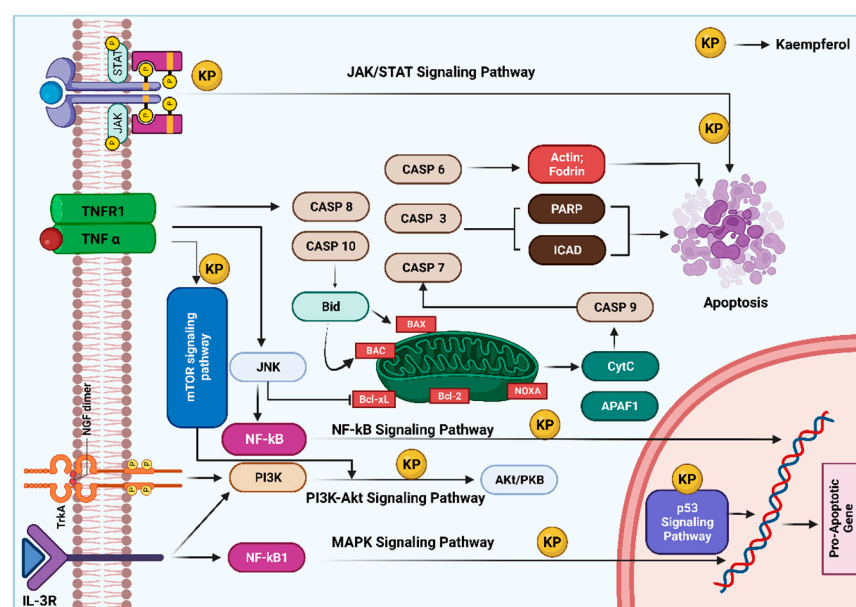 KP
Kaempferol
STAT
P
P
P
P
P
KP
JAK/STAT Signaling Pathway
KP
JAK
P
Actin;
Fodrin
CASP 6
TNFR1
TNF α
CASP 8
CASP 3
PARP
CASP 10
ICAD
KP
CASP 7
Apoptosis
mTOR signaling
pathway
Bid
CASP 9
BAX
BAC
JNK
CytC
NOXA
Bcl-xL
Bcl-2
APAF1
NGF dimer
NF-kB
NF-kB Signaling Pathway
KP
P
P
P
P
PI3K
KP
AKt/PKB
PI3K-Akt Signaling Pathway
TrkA
KP
p53
Signaling
Pathway
Pro-Apoptotic
Gene
MAPK Signaling Pathway
KP
NF-kB1
IL-3R